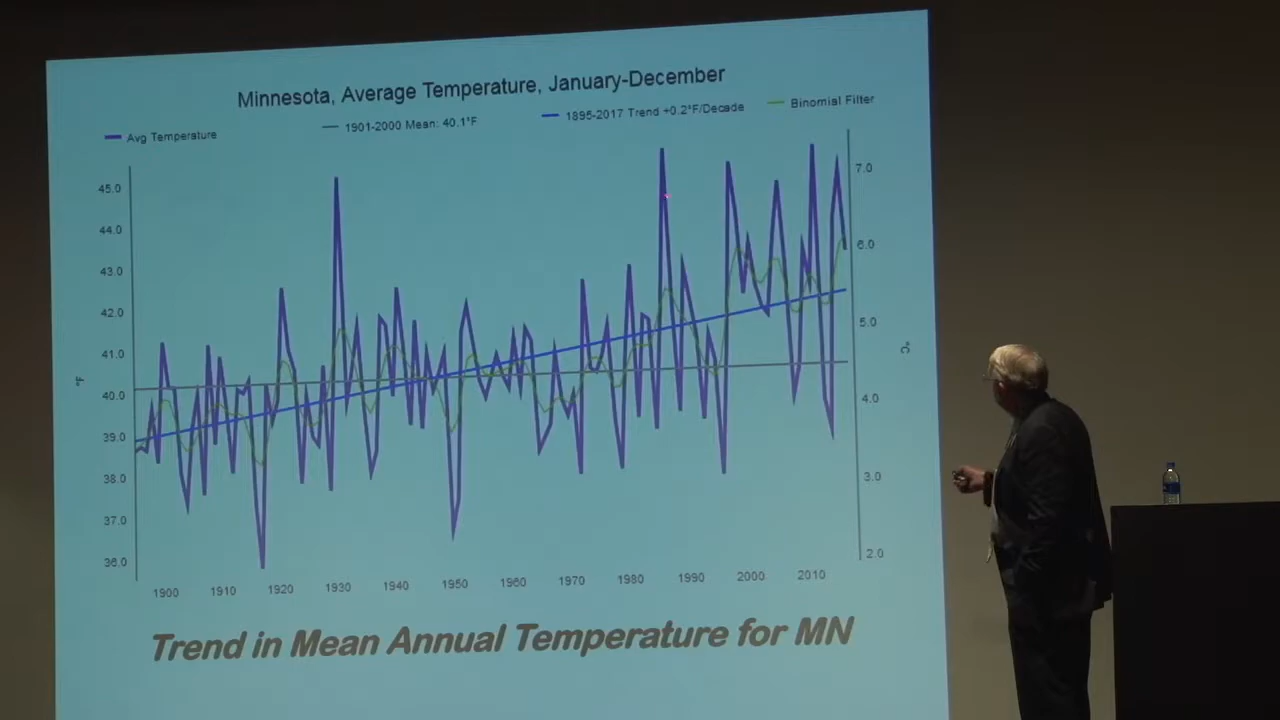 Minnesota, Average Temperature, January-December
Avg Temperature 1901-2000 Mean: 40.1°F 1895-2017 Trend +0.2°F/Decade Binomial Filter
45.0 7.0
44.0
43.0 6.0
42.0
41.0 5.0
°F °C
40.0 4.0
39.0
38.0 3.0
37.0
36.0 2.0
1900 1910 1920 1930 1940 1950 1960 1970 1980 1990 2000 2010
Trend in Mean Annual Temperature for MN